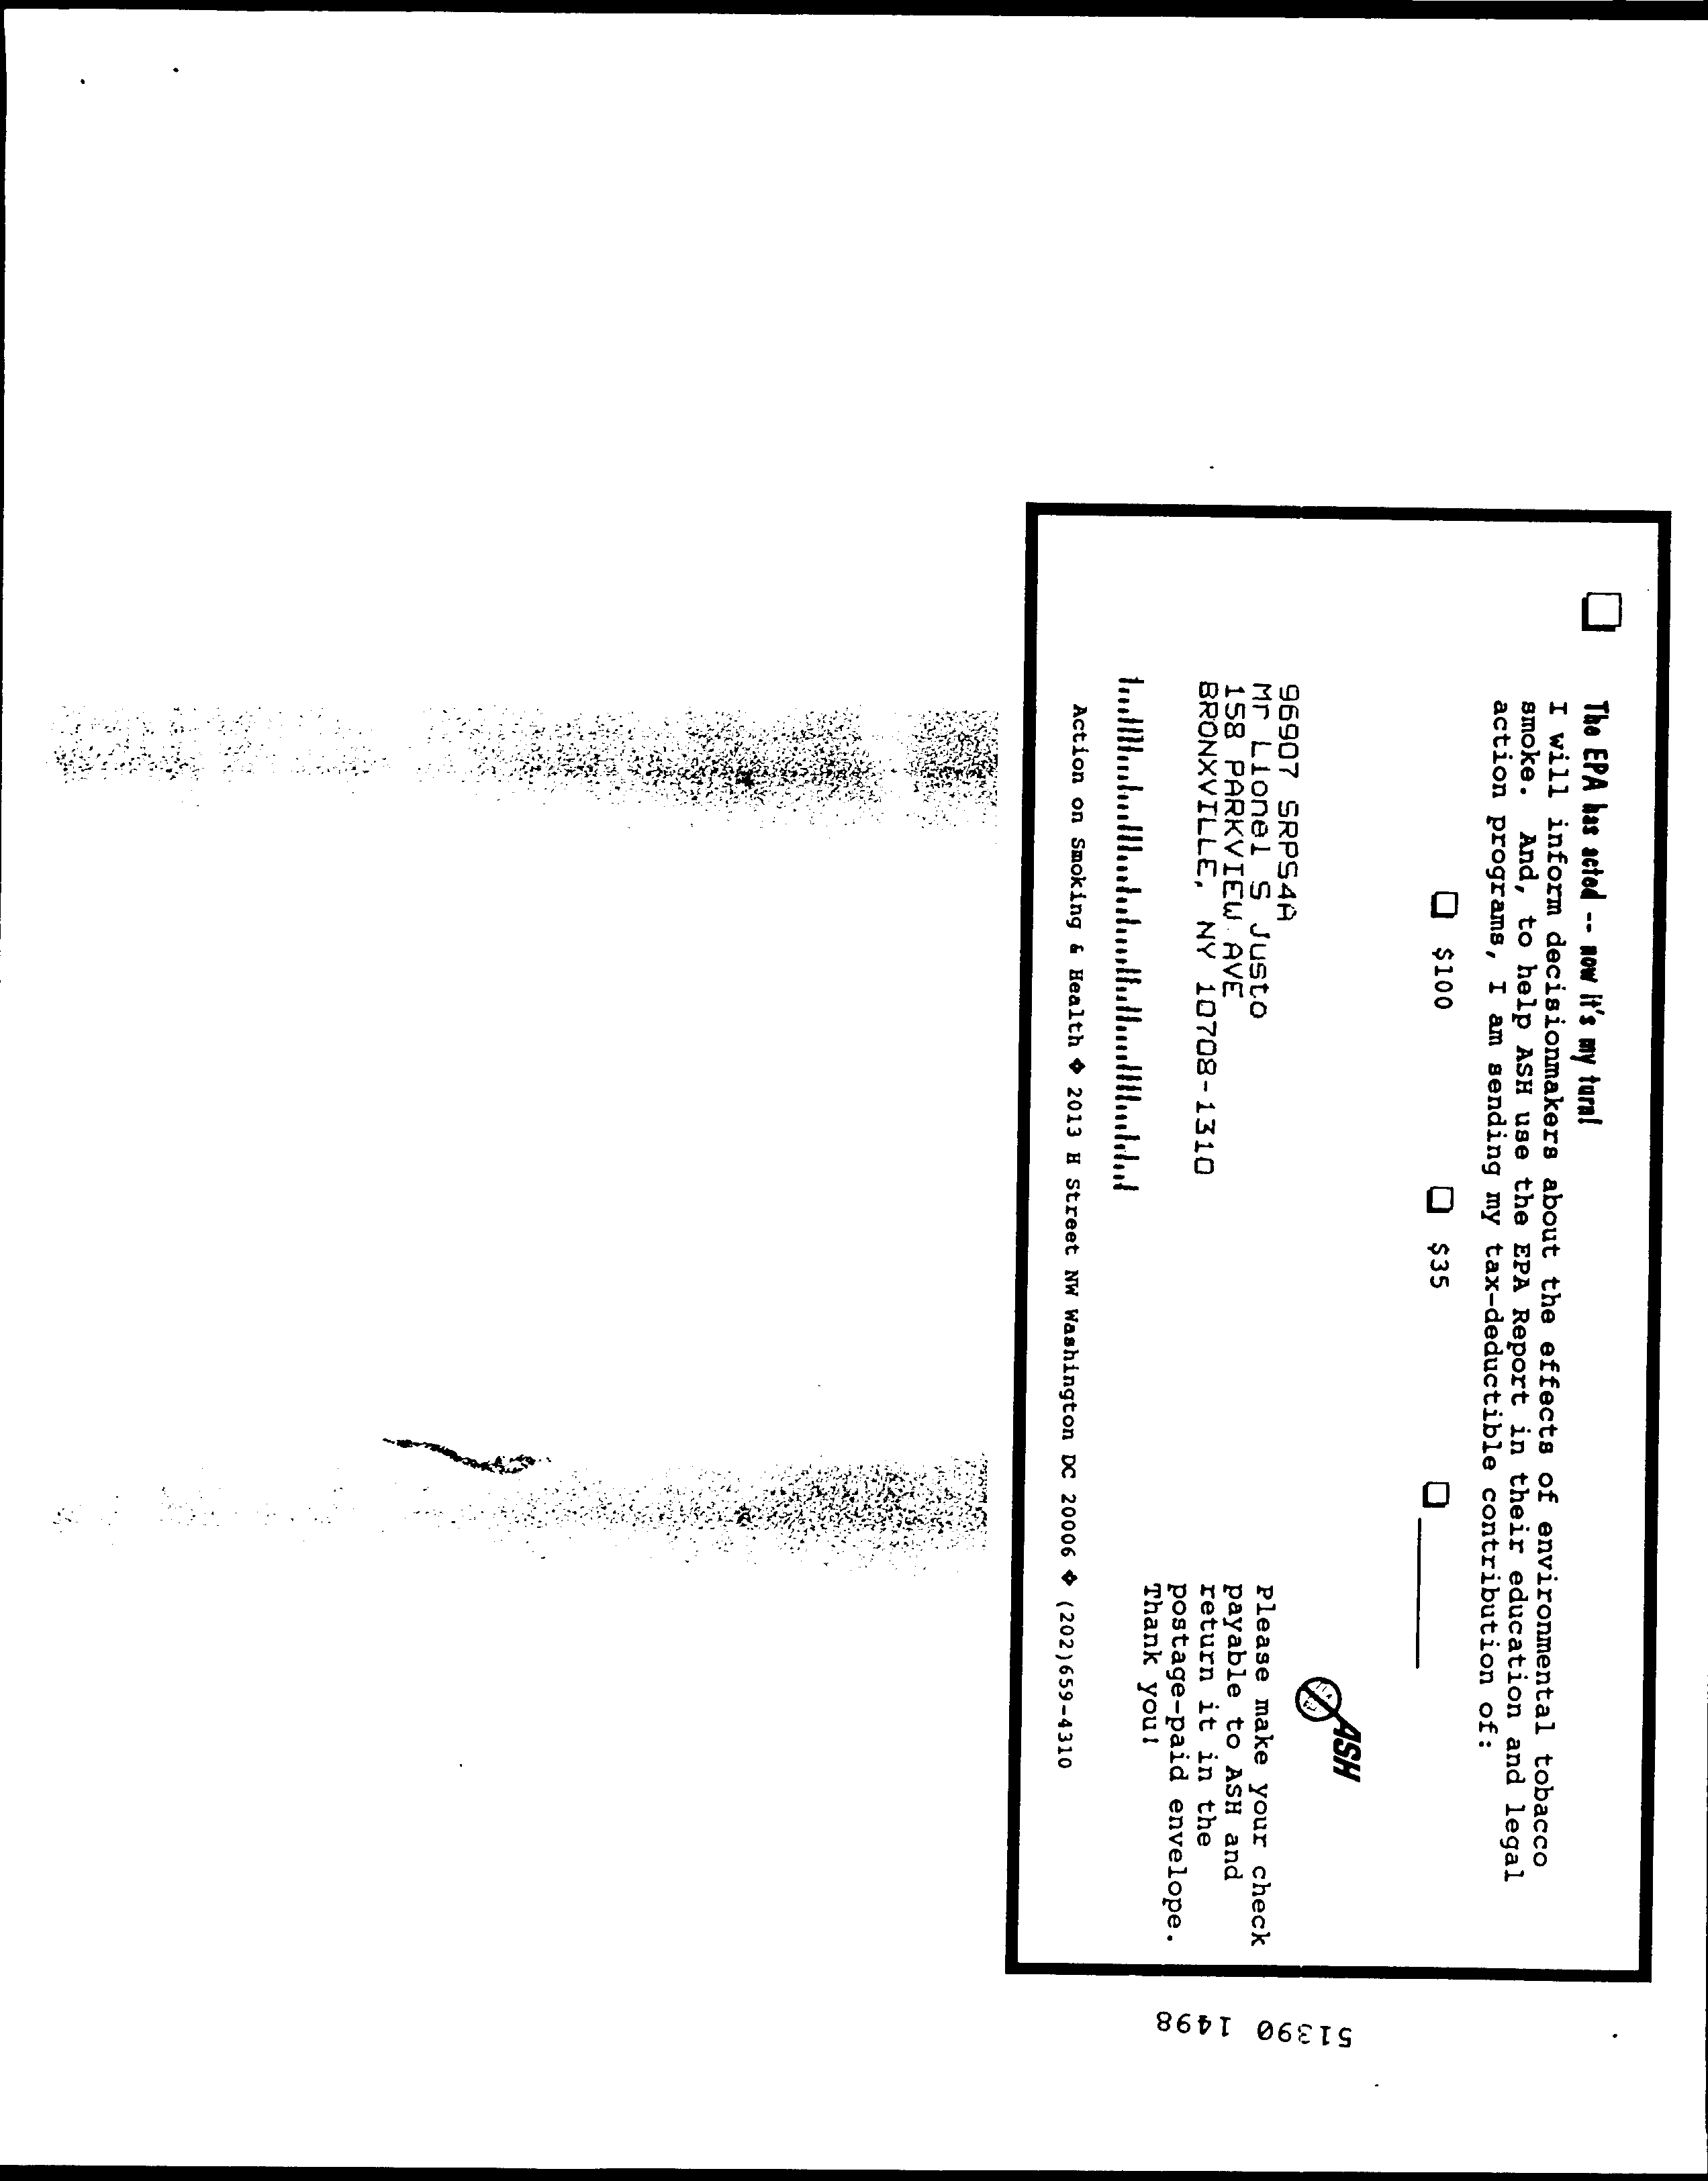 The EPA has acted -- now it's my turn!
I will inform decisionmakers about the effects of environmental tobacco
smoke. And, to help ASH use the EPA Report in their education and legal
action programs, I am sending my tax-deductible contribution of:
$100 $35
ASH
96907 SRPS4A
Mr Lionel S Justo
158 PARKVIEW AVE
BRONXVILLE, NY 10708-1310
Please make your check
payable to ASH and
return it in the
postage-paid envelope.
Thank you!
Action on Smoking & Health ❖ 2013 H Street NW Washington DC 20006 ❖ (202)659-4310
51390 1498